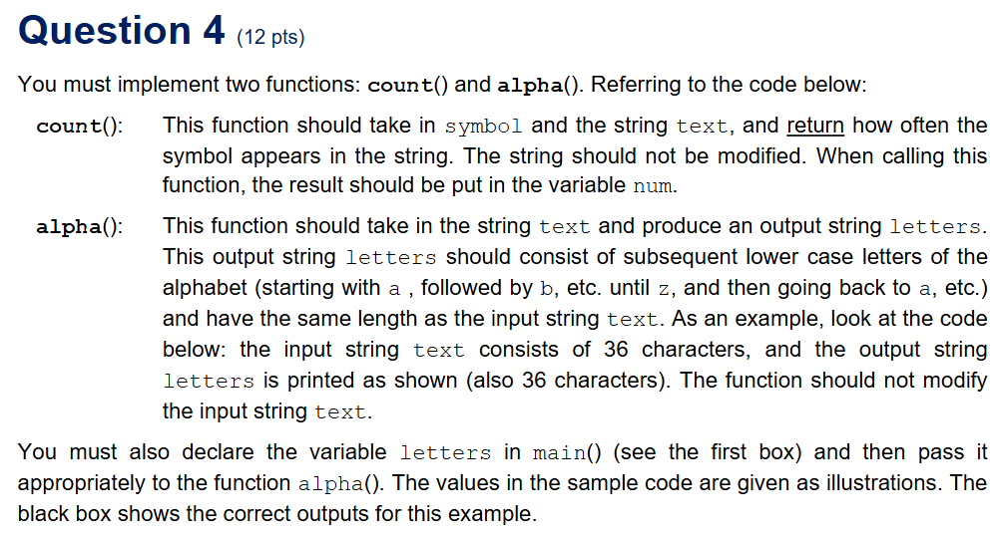 Question 4 (12 pts)
You must implement two functions: count() and alpha(). Referring to the code below:
count(): This function should take in symbol and the string text, and return how often the
symbol appears in the string. The string should not be modified. When calling this
function, the result should be put in the variable num.
alpha(): This function should take in the string text and produce an output string letters.
This output string letters should consist of subsequent lower case letters of the
alphabet (starting with a , followed by b, etc. until z, and then going back to a, etc.)
and have the same length as the input string text. As an example, look at the code
below: the input string text consists of 36 characters, and the output string
letters is printed as shown (also 36 characters). The function should not modify
the input string text.
You must also declare the variable letters in main() (see the first box) and then pass it
appropriately to the function alpha(). The values in the sample code are given as illustrations. The
black box shows the correct outputs for this example.